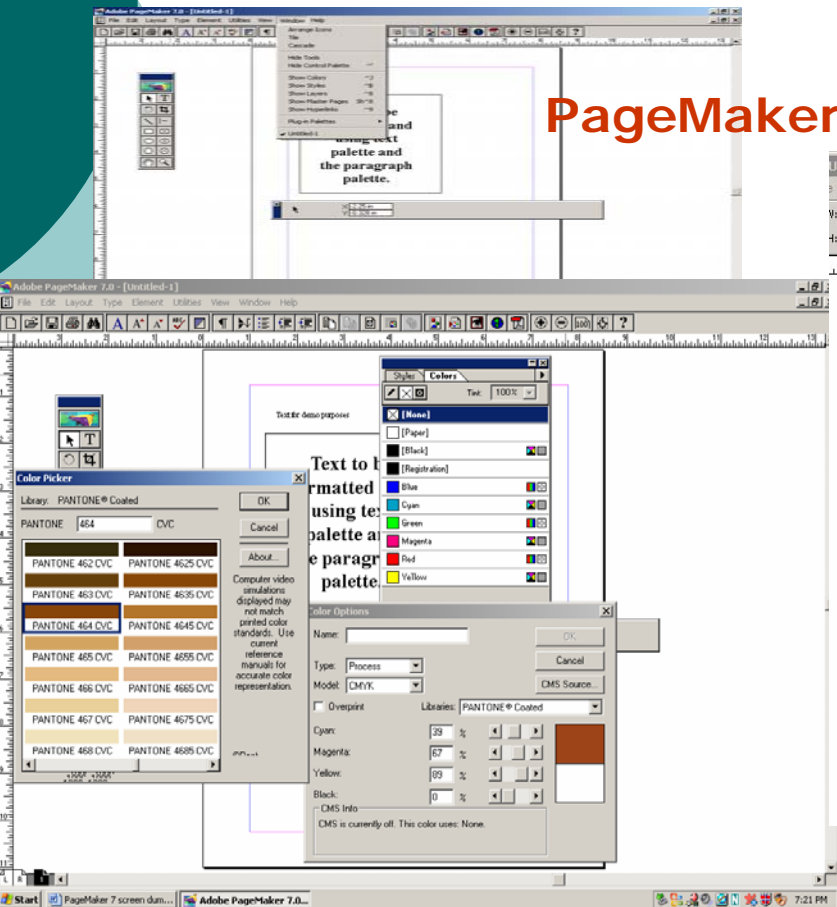 Adobe PageMaker 7.0 - [Untitled-1]
File Edit Layout Type Element Utilities View Window Help
Arrange Icons
Tile
Cascade
Hide Tools
Hide Control Palette
Show Colors ^J
Show Styles ^B
Show Layers ^8
Show Master Pages Sh^8
Show Hyperlinks ^9
Plug-in Palettes
Untitled-1
PageMaker
and
using text
palette and
the paragraph
palette.
Adobe PageMaker 7.0 - [Untitled-1]
File Edit Layout Type Element Utilities View Window Help
Text for demo purposes
Text to b
rmatted
using te
palette a
e paragr
palette.
Styles Colors
Tint: 100%
[None]
[Paper]
[Black]
[Registration]
Blue
Cyan
Green
Magenta
Red
Yellow
Color Picker
Library: PANTONE® Coated
PANTONE 464 CVC
OK
Cancel
About...
PANTONE 462 CVC PANTONE 4625 CVC
PANTONE 463 CVC PANTONE 4635 CVC
PANTONE 464 CVC PANTONE 4645 CVC
PANTONE 465 CVC PANTONE 4655 CVC
PANTONE 466 CVC PANTONE 4665 CVC
PANTONE 467 CVC PANTONE 4675 CVC
PANTONE 468 CVC PANTONE 4685 CVC
Computer video
simulations
displayed may
not match
printed color
standards. Use
current
reference
manuals for
accurate color
representation.
Color Options
Name:
OK
Cancel
CMS Source...
Type: Process
Model: CMYK
Overprint Libraries: PANTONE® Coated
Cyan: 39 %
Magenta: 67 %
Yellow: 89 %
Black: 0 %
CMS Info
CMS is currently off. This color uses: None.
Start PageMaker 7 screen dum... Adobe PageMaker 7.0... 7:21 PM